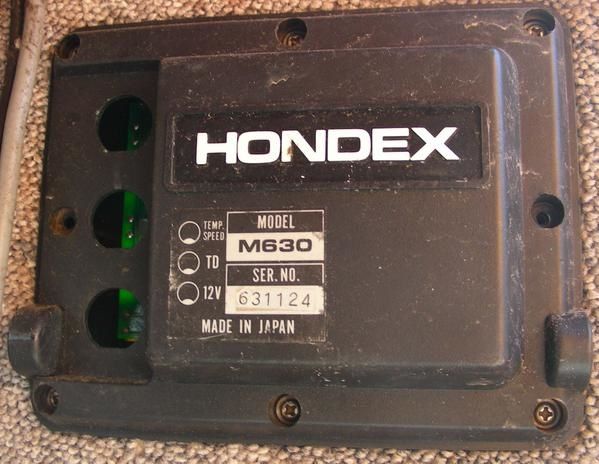 HONDEX
TEMP.
SPEED
TD
12V
MODEL
M630
SER.NO.
631124
MADE IN JAPAN